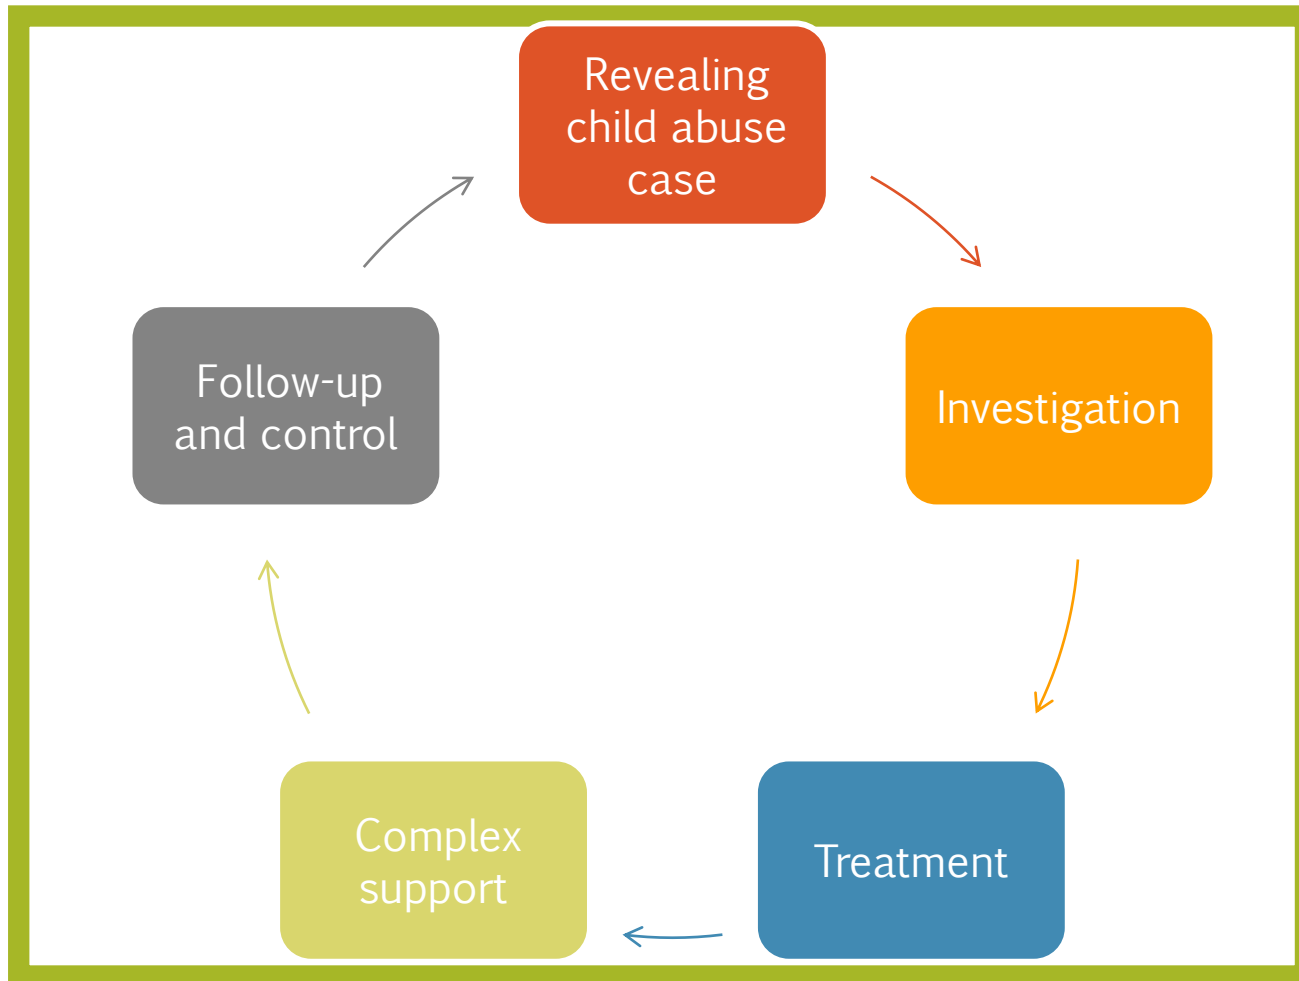 Revealing
child abuse
case
Investigation
Treatment
Complex
support
Follow-up
and control